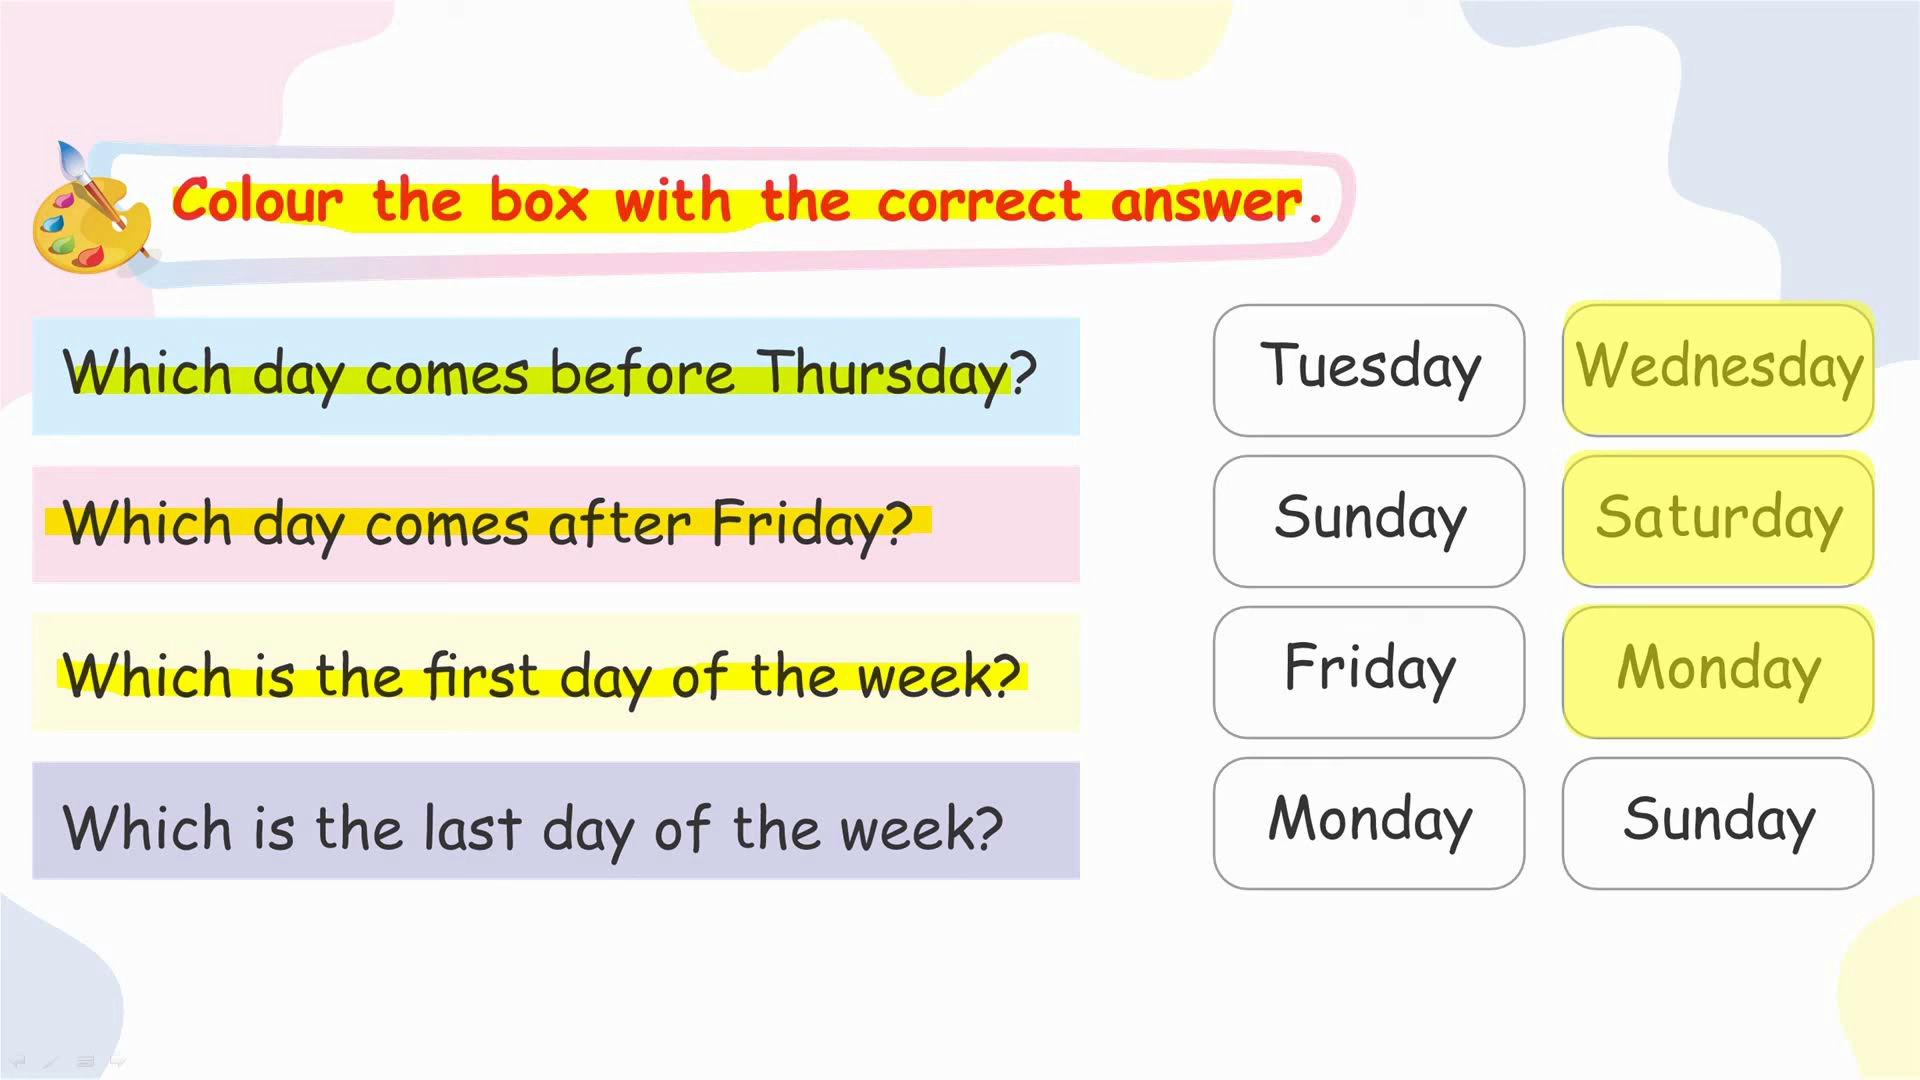 Colour the box with the correct answer.
Which day comes before Thursday?
Tuesday
Wednesday
Which day comes after Friday?
Sunday
Saturday
Which is the first day of the week?
Friday
Monday
Which is the last day of the week?
Monday
Sunday